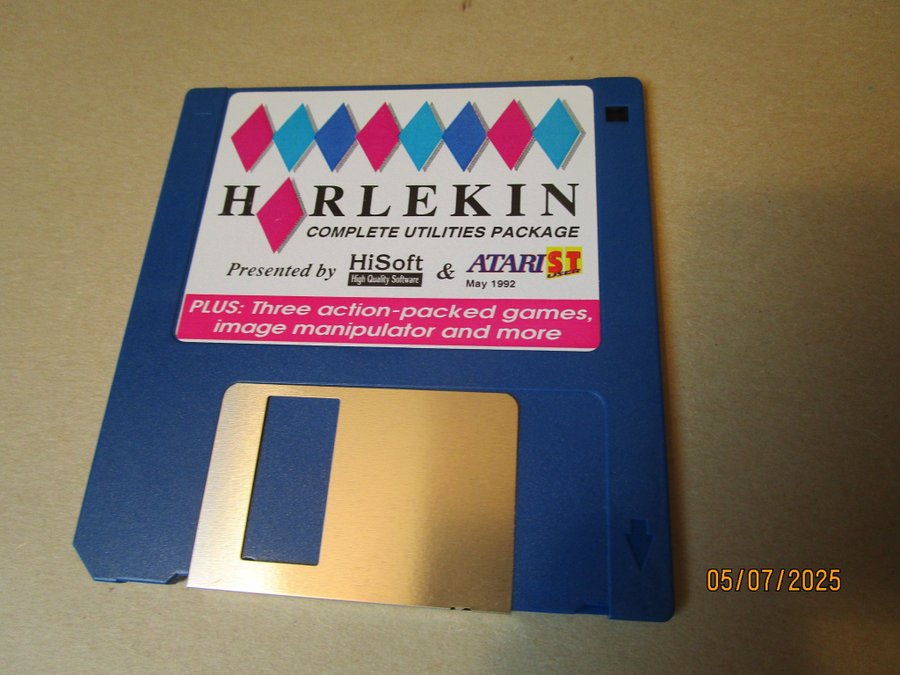 HARLEKIN
COMPLETE UTILITIES PACKAGE
Presented by HiSoft High Quality Software & ATARI ST USER
May 1992
PLUS: Three action-packed games,
image manipulator and more
05/07/2025